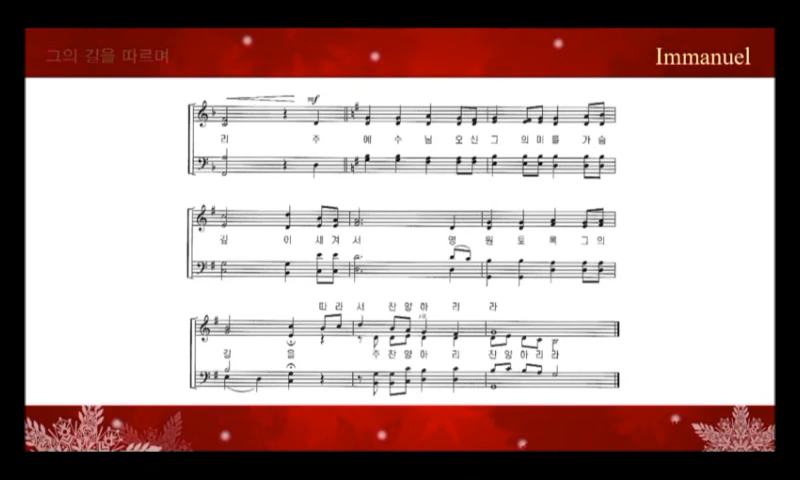 그의 길을 따르며
Immanuel
mf
리 주 예 수 님 오 신 그 의 미 를 가 슴
깊 이 새 겨 서 영 원 토 록 그 의
따 라 서 찬 양 하 리 라
길 을 주 찬 양 하 리 찬 양 하 리 라